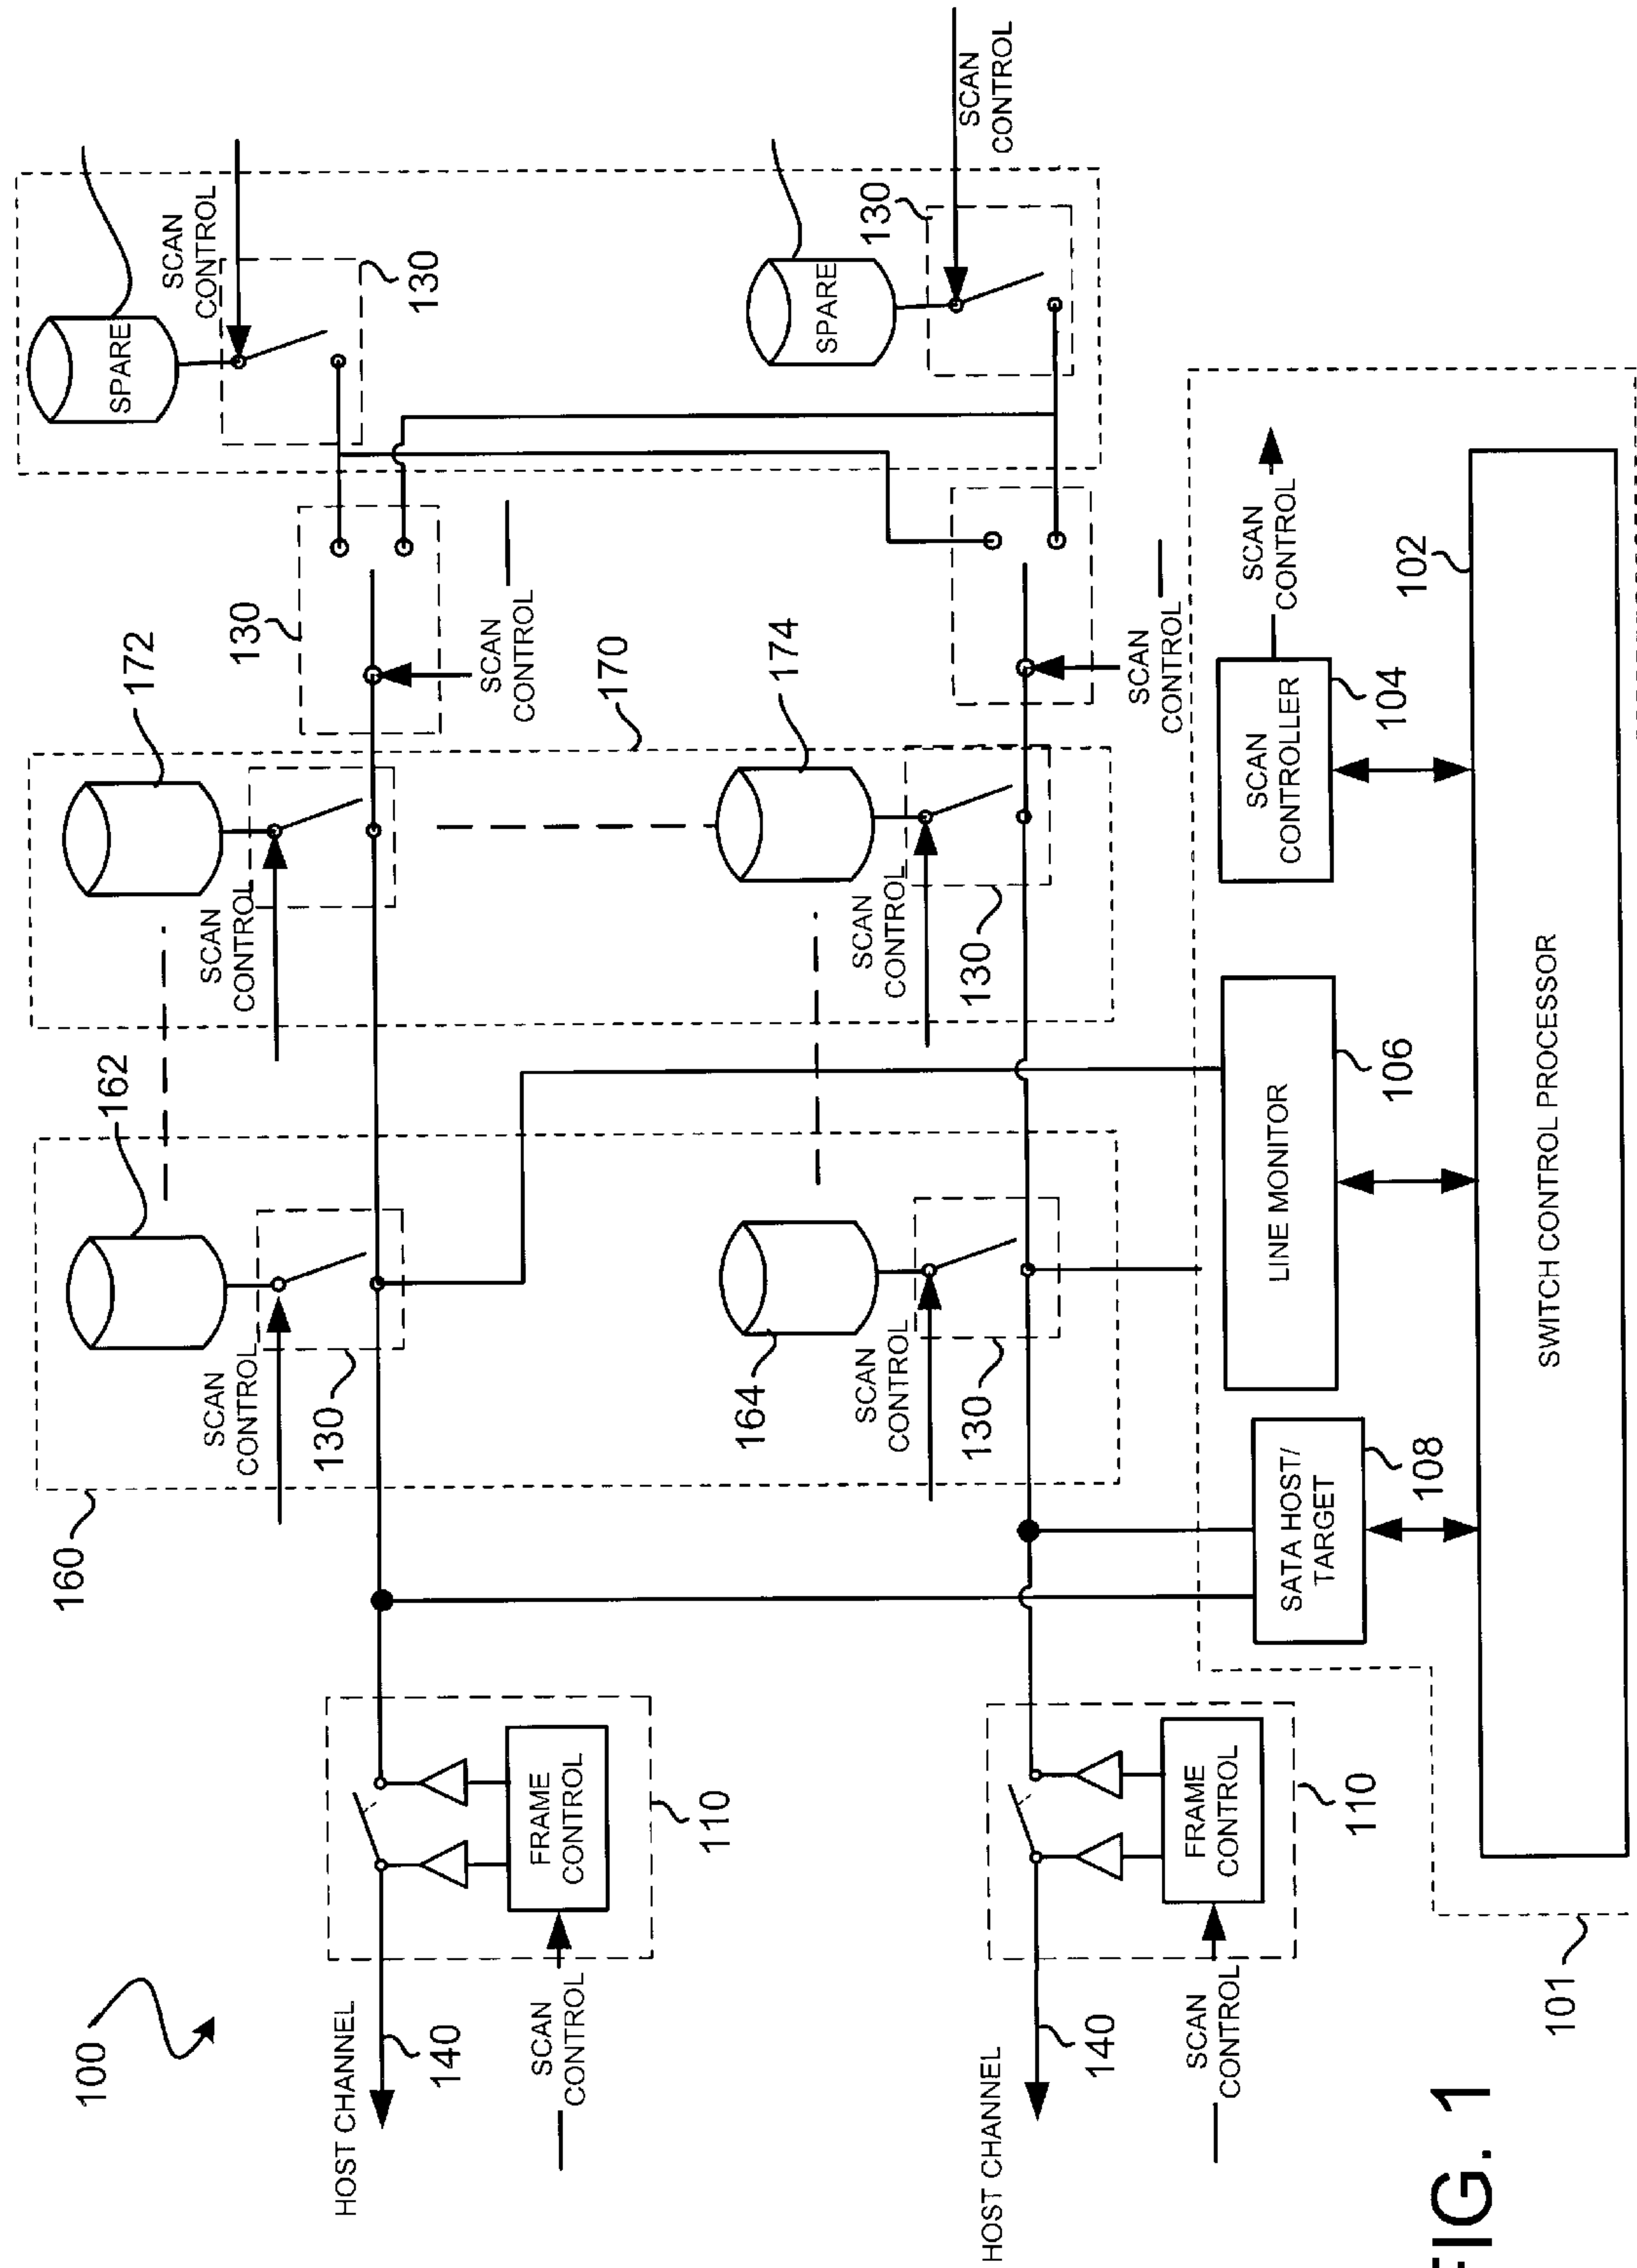 100
HOST CHANNEL
140
SCAN
CONTROL
FRAME
CONTROL
110
160
162
SCAN
CONTROL
130
172
SCAN
CONTROL
170
130
SCAN
CONTROL
SPARE
SCAN
CONTROL
130
HOST CHANNEL
140
SCAN
CONTROL
FRAME
CONTROL
110
164
SCAN
CONTROL
130
174
SCAN
CONTROL
130
SCAN
CONTROL
SPARE
130
SCAN
CONTROL
101
SATA HOST/
TARGET
108
LINE MONITOR
106
SCAN
CONTROLLER
104
SCAN
CONTROL
102
SWITCH CONTROL PROCESSOR
FIG. 1